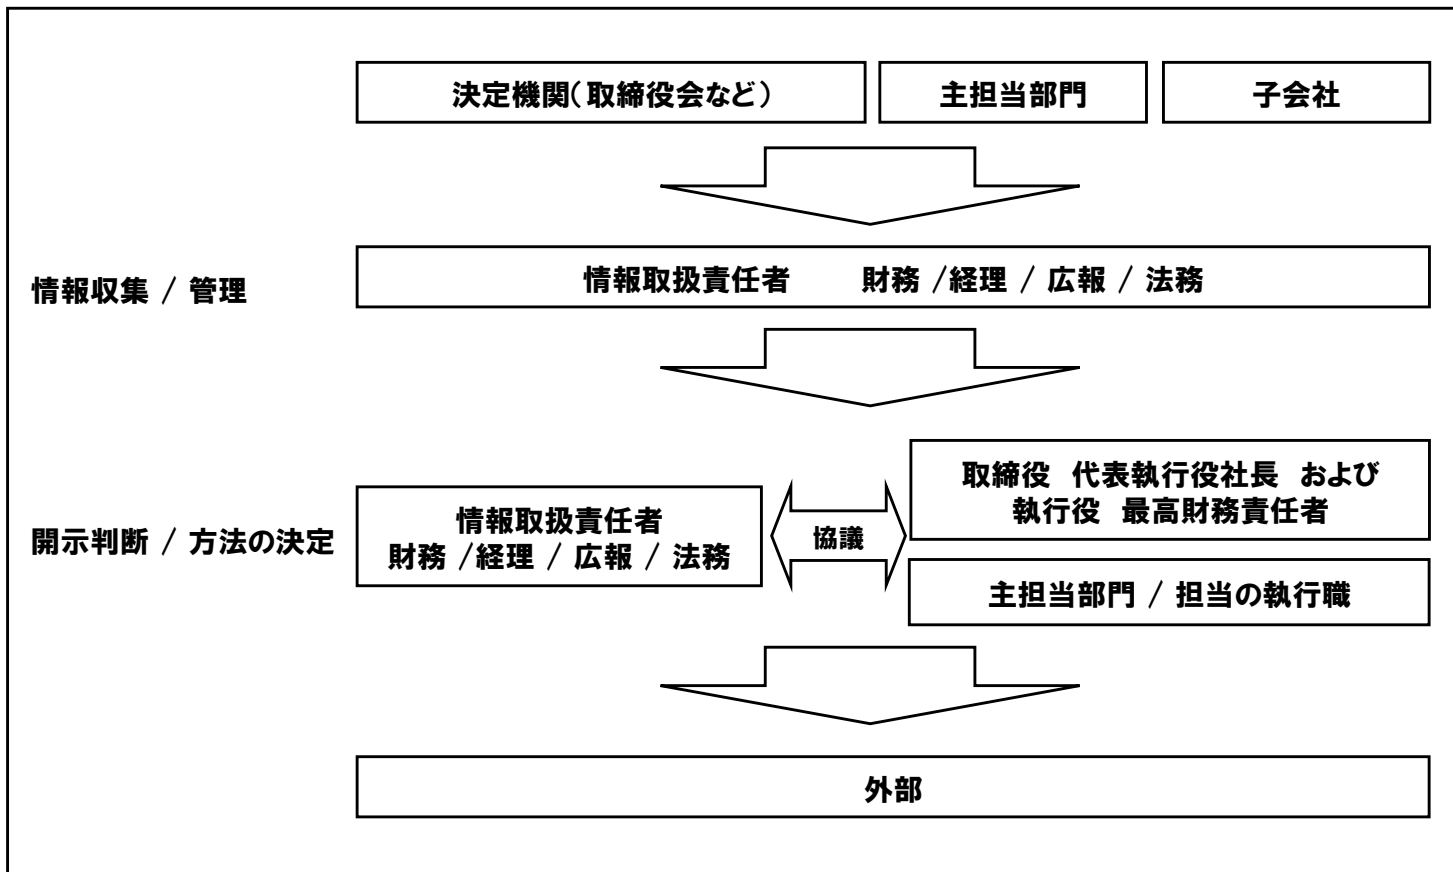 決定機関（取締役会など）
主担当部門
子会社
情報収集 / 管理
情報取扱責任者　　財務 /経理 / 広報 / 法務
開示判断 / 方法の決定
情報取扱責任者
財務 /経理 / 広報 / 法務
協議
取締役　代表執行役社長　および
執行役　最高財務責任者
主担当部門 / 担当の執行職
外部